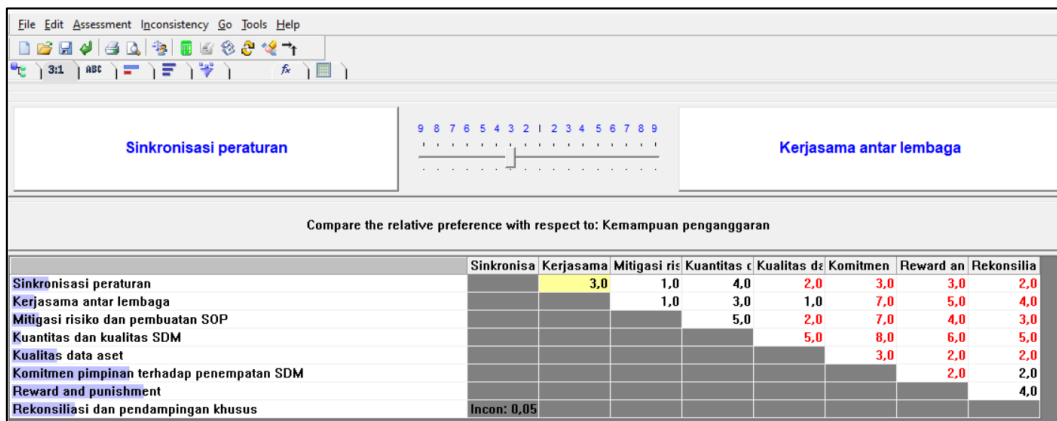 File Edit Assessment Inconsistency Go Tools Help
3:1 ABC fx
9 8 7 6 5 4 3 2 1 2 3 4 5 6 7 8 9
Sinkronisasi peraturan Kerjasama antar lembaga
Compare the relative preference with respect to: Kemampuan penganggaran
Sinkronisa Kerjasama Mitigasi ris Kuantitas d Kualitas da Komitmen Reward an Rekonsilia
Sinkronisasi peraturan 3,0 1,0 4,0 2,0 3,0 3,0 2,0
Kerjasama antar lembaga 1,0 3,0 1,0 7,0 5,0 4,0
Mitigasi risiko dan pembuatan SOP 5,0 2,0 7,0 4,0 3,0
Kuantitas dan kualitas SDM 5,0 8,0 6,0 5,0
Kualitas data aset 3,0 2,0 2,0
Komitmen pimpinan terhadap penempatan SDM 2,0 2,0
Reward and punishment 4,0
Rekonsiliasi dan pendampingan khusus Incon: 0,05